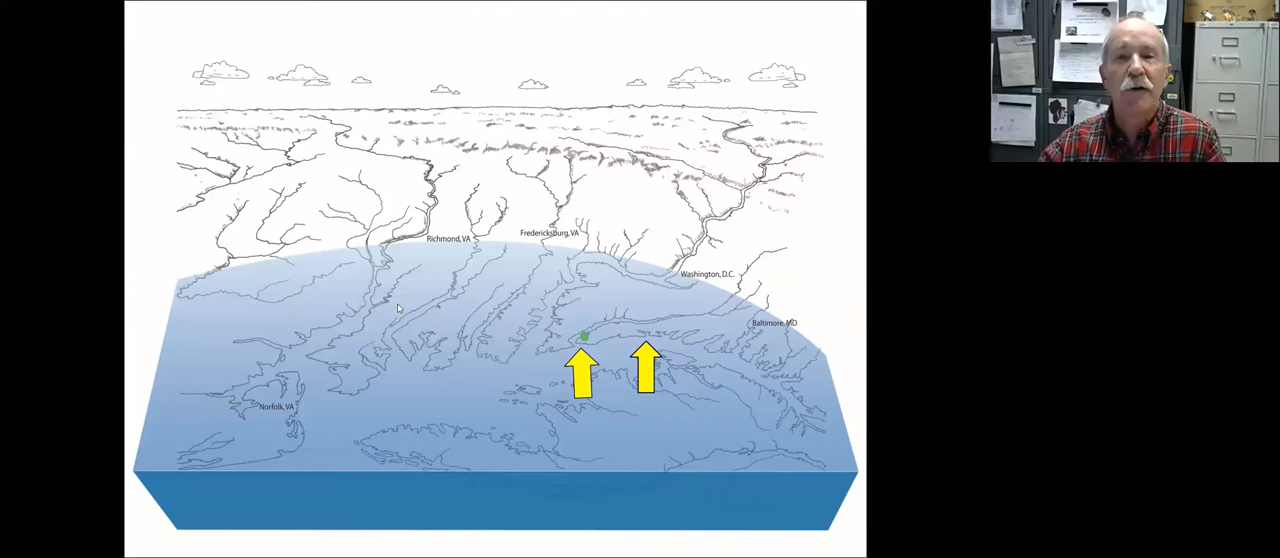 Fredericksburg, VA
Richmond, VA
Washington, D.C.
Baltimore, MD
Norfolk, VA